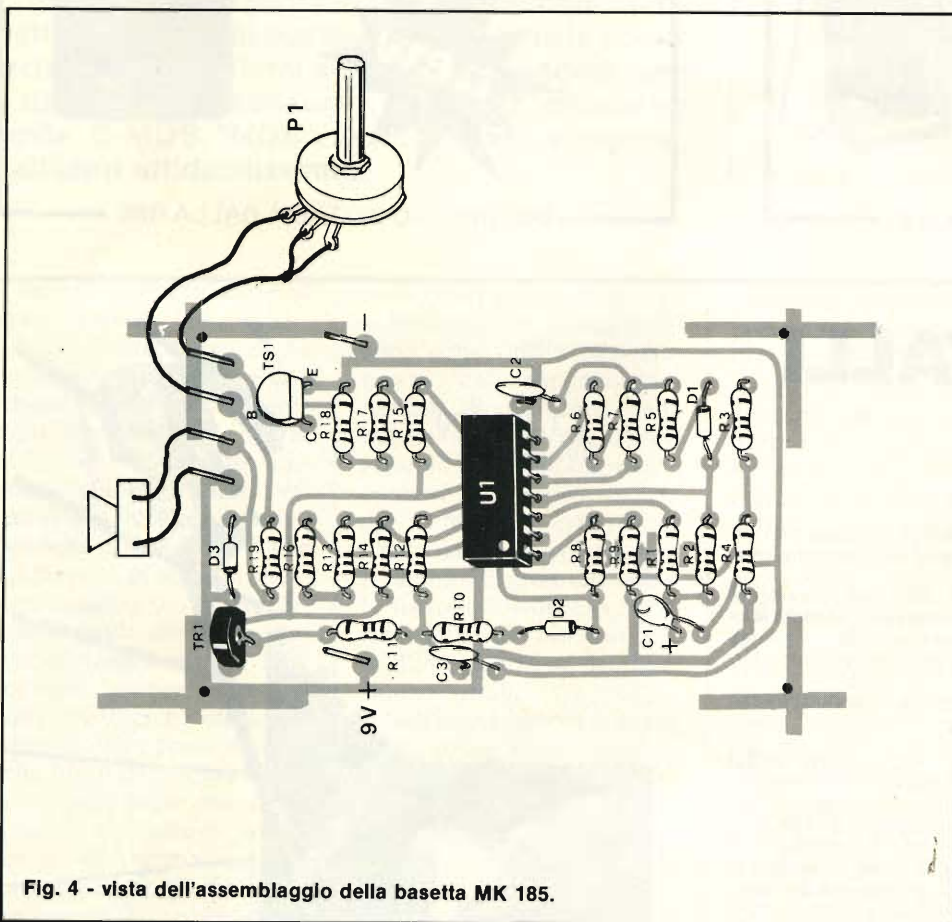 P1
TS1
B
E
C
R18
R17
R15
C2
R6
R7
R5
D1
R3
U1
D3
R19
R16
R13
R14
R12
R8
R9
R1
R2
R4
TR1
R11
R10
C3
D2
C1
+
9V +
−
Fig. 4 - vista dell'assemblaggio della basetta MK 185.